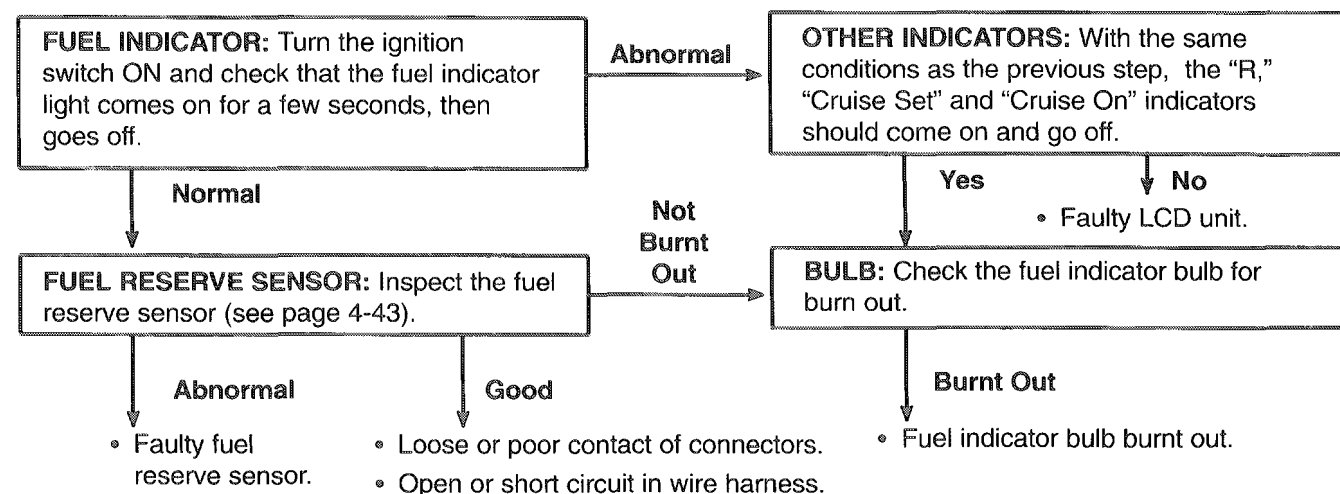 FUEL INDICATOR: Turn the ignition
switch ON and check that the fuel indicator
light comes on for a few seconds, then
goes off.
Abnormal
OTHER INDICATORS: With the same
conditions as the previous step, the “R,”
“Cruise Set” and “Cruise On” indicators
should come on and go off.
Normal
Yes
No
• Faulty LCD unit.
Not
Burnt
Out
FUEL RESERVE SENSOR: Inspect the fuel
reserve sensor (see page 4-43).
BULB: Check the fuel indicator bulb for
burn out.
Abnormal
Good
Burnt Out
• Faulty fuel
reserve sensor.
• Loose or poor contact of connectors.
• Open or short circuit in wire harness.
• Fuel indicator bulb burnt out.